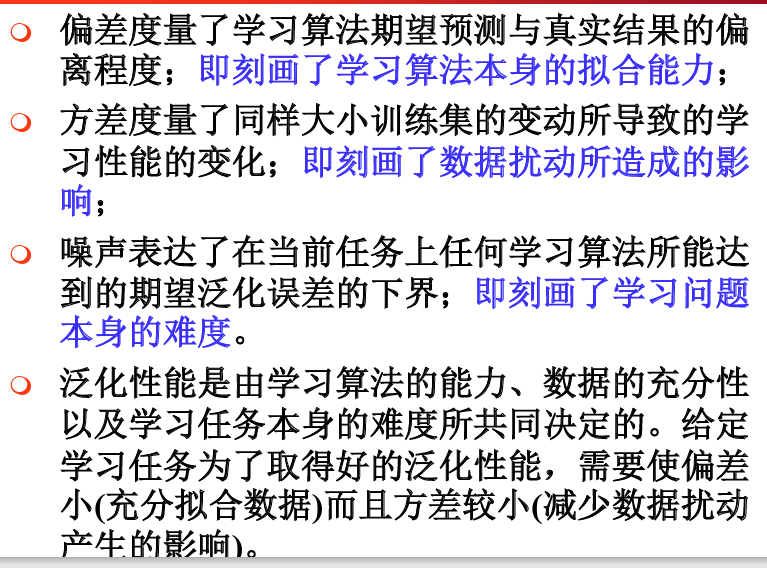 偏差度量了学习算法期望预测与真实结果的偏
离程度；即刻画了学习算法本身的拟合能力；
方差度量了同样大小训练集的变动所导致的学
习性能的变化；即刻画了数据扰动所造成的影
响；
噪声表达了在当前任务上任何学习算法所能达
到的期望泛化误差的下界；即刻画了学习问题
本身的难度。
泛化性能是由学习算法的能力、数据的充分性
以及学习任务本身的难度所共同决定的。给定
学习任务为了取得好的泛化性能，需要使偏差
小(充分拟合数据)而且方差较小(减少数据扰动
产生的影响)。